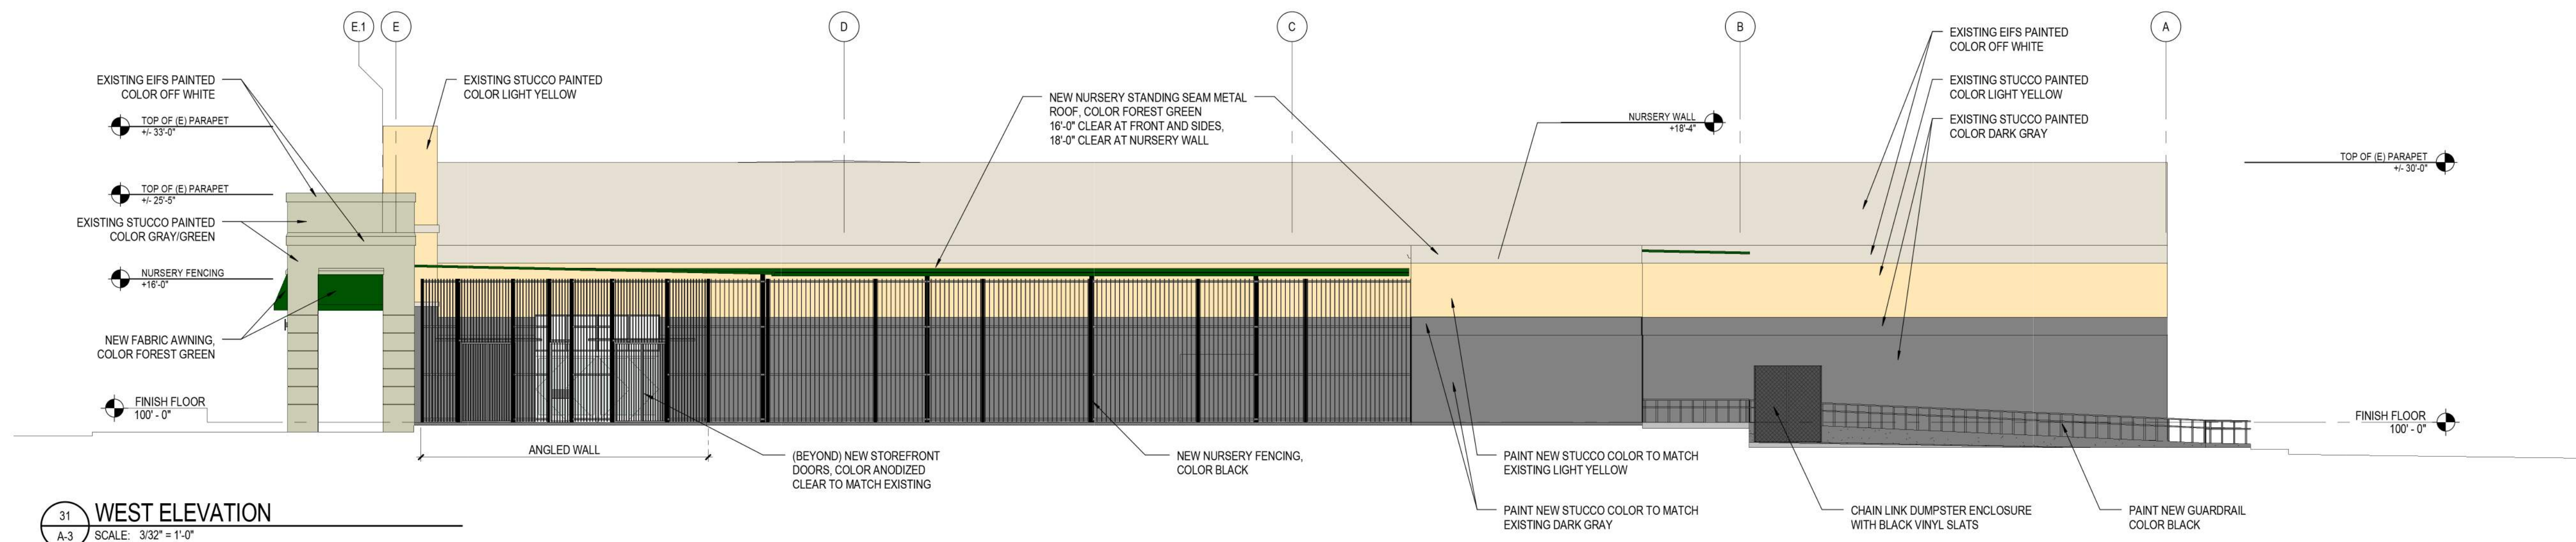 E.1
E
D
C
B
A
EXISTING EIFS PAINTED
COLOR OFF WHITE
EXISTING STUCCO PAINTED
COLOR LIGHT YELLOW
TOP OF (E) PARAPET
+/- 33'-0"
TOP OF (E) PARAPET
+/- 25'-5"
EXISTING STUCCO PAINTED
COLOR GRAY/GREEN
NURSERY FENCING
+16'-0"
NEW FABRIC AWNING,
COLOR FOREST GREEN
FINISH FLOOR
100' - 0"
NEW NURSERY STANDING SEAM METAL
ROOF, COLOR FOREST GREEN
16'-0" CLEAR AT FRONT AND SIDES,
18'-0" CLEAR AT NURSERY WALL
NURSERY WALL
+18'-4"
EXISTING EIFS PAINTED
COLOR OFF WHITE
EXISTING STUCCO PAINTED
COLOR LIGHT YELLOW
EXISTING STUCCO PAINTED
COLOR DARK GRAY
TOP OF (E) PARAPET
+/- 30'-0"
FINISH FLOOR
100' - 0"
ANGLED WALL
(BEYOND) NEW STOREFRONT
DOORS, COLOR ANODIZED
CLEAR TO MATCH EXISTING
NEW NURSERY FENCING,
COLOR BLACK
PAINT NEW STUCCO COLOR TO MATCH
EXISTING LIGHT YELLOW
PAINT NEW STUCCO COLOR TO MATCH
EXISTING DARK GRAY
CHAIN LINK DUMPSTER ENCLOSURE
WITH BLACK VINYL SLATS
PAINT NEW GUARDRAIL
COLOR BLACK
31
A-3
WEST ELEVATION
SCALE: 3/32" = 1'-0"